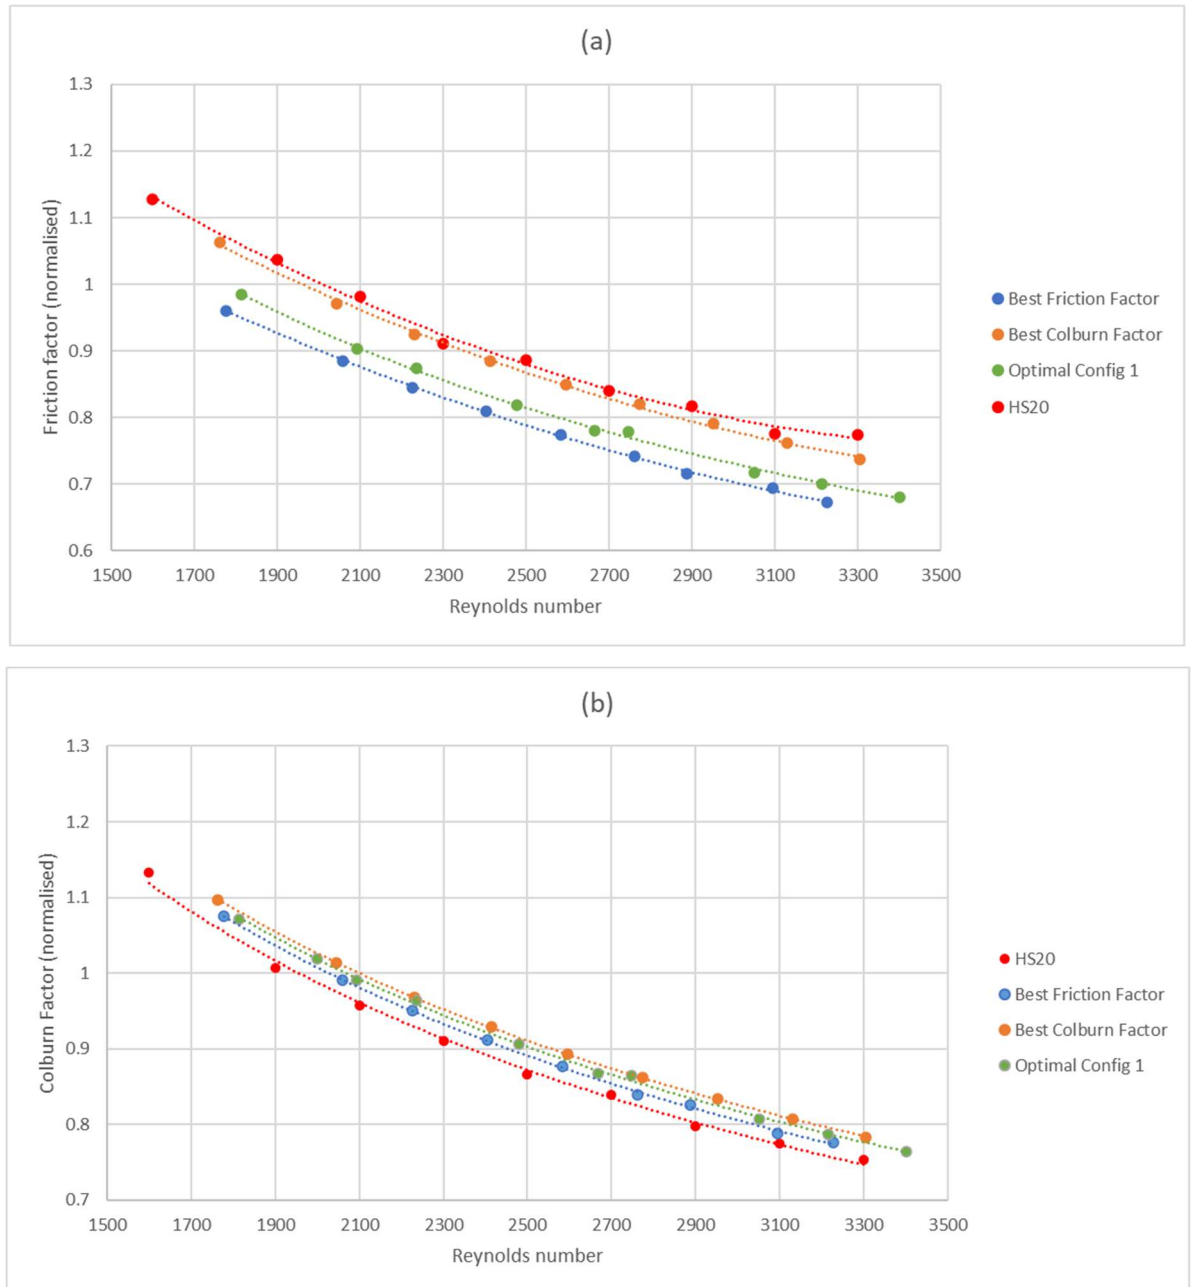 (a)
1.3
1.2
1.1
1
0.9
0.8
0.7
0.6
Friction factor (normalised)
1500 1700 1900 2100 2300 2500 2700 2900 3100 3300 3500
Reynolds number
Best Friction Factor
Best Colburn Factor
Optimal Config 1
HS20
(b)
1.3
1.2
1.1
1
0.9
0.8
0.7
Colburn Factor (normalised)
1500 1700 1900 2100 2300 2500 2700 2900 3100 3300 3500
Reynolds number
HS20
Best Friction Factor
Best Colburn Factor
Optimal Config 1